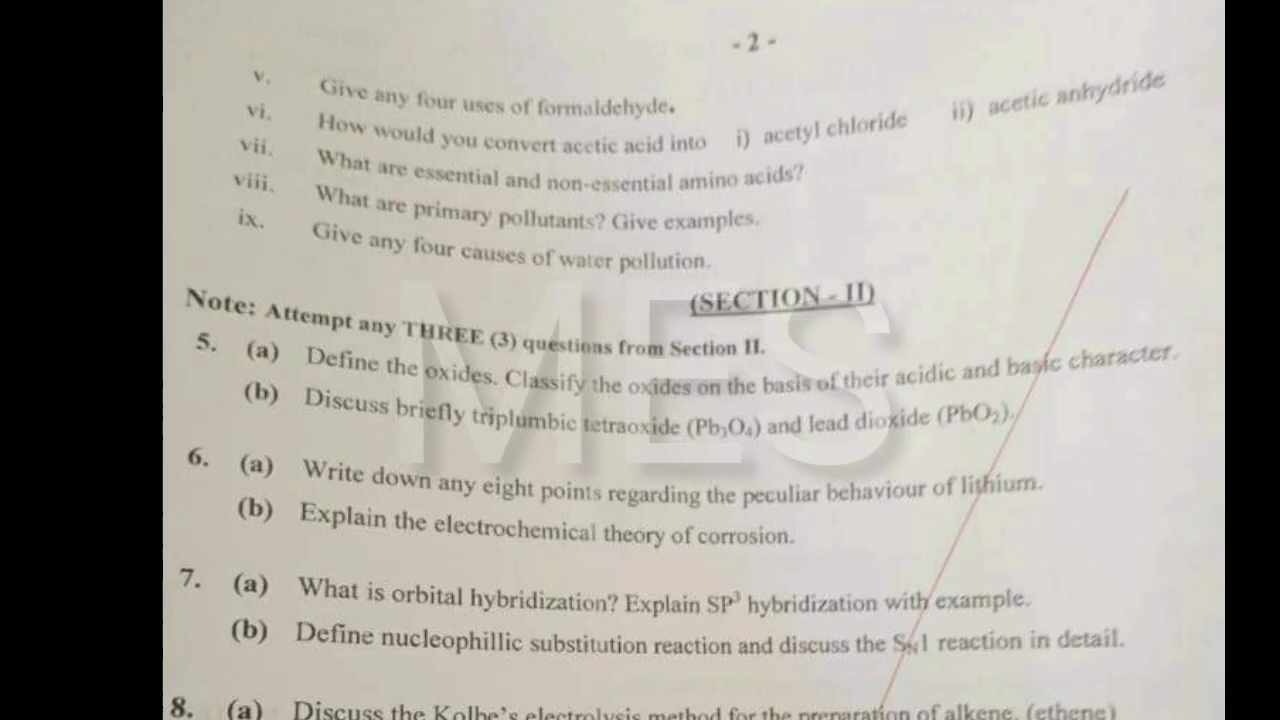 - 2 -
v. Give any four uses of formaldehyde.
vi. How would you convert acetic acid into i) acetyl chloride ii) acetic anhydride
vii. What are essential and non-essential amino acids?
viii. What are primary pollutants? Give examples.
ix. Give any four causes of water pollution.
(SECTION - II)
Note: Attempt any THREE (3) questions from Section II.
5. (a) Define the oxides. Classify the oxides on the basis of their acidic and basic character.
(b) Discuss briefly triplumbic tetraoxide (Pb₃O₄) and lead dioxide (PbO₂).
6. (a) Write down any eight points regarding the peculiar behaviour of lithium.
(b) Explain the electrochemical theory of corrosion.
7. (a) What is orbital hybridization? Explain SP³ hybridization with example.
(b) Define nucleophillic substitution reaction and discuss the Sₙ1 reaction in detail.
8. (a) Discuss the Kolbe's electrolysis method for the preparation of alkene. (ethene)
MES